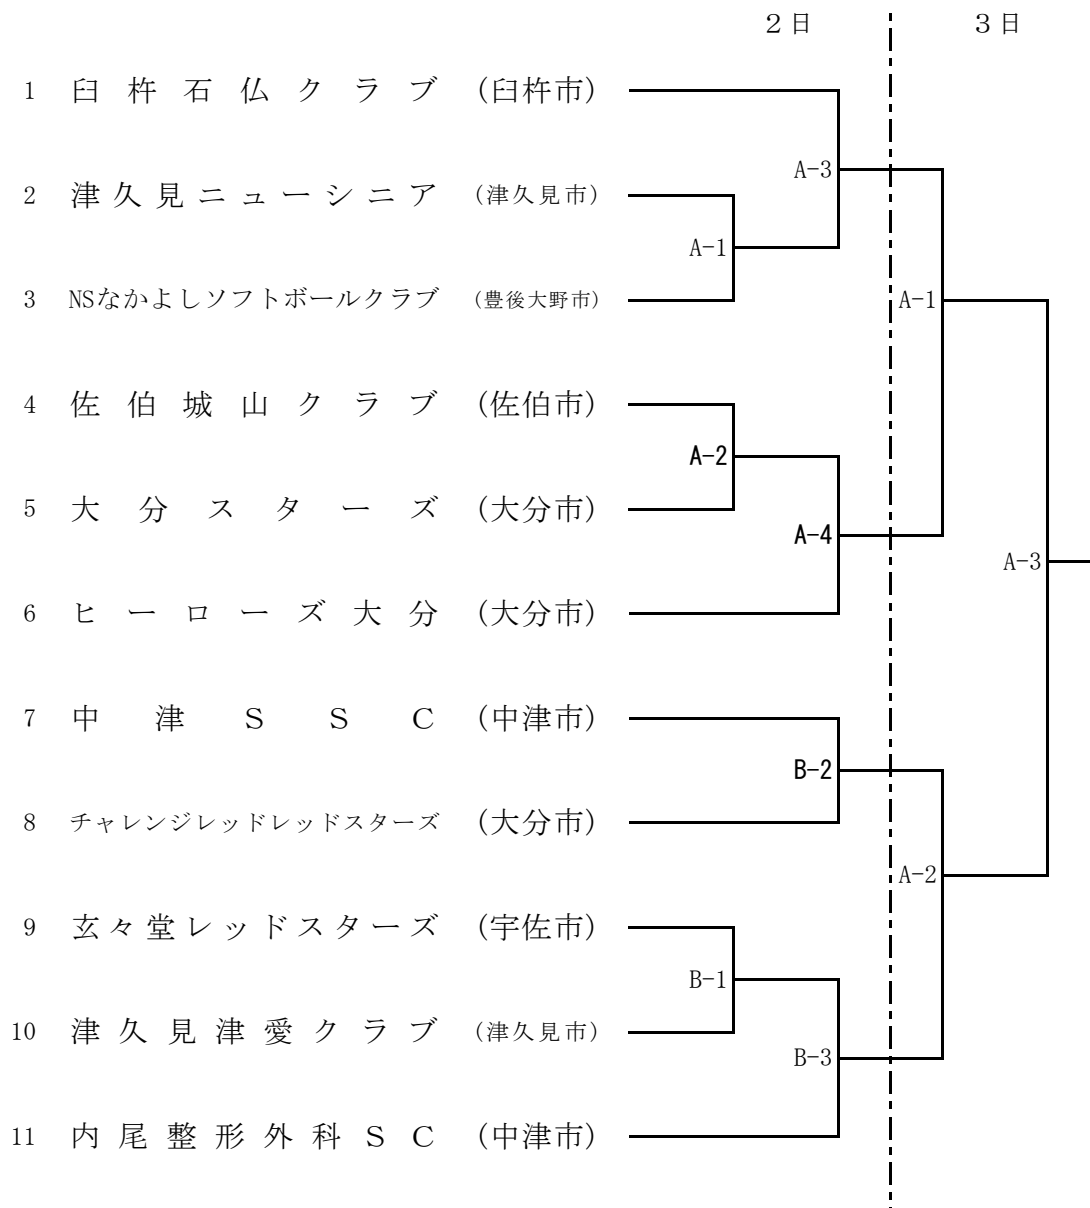 ２日 ３日
1 臼杵石仏クラブ (臼杵市)
A-3
2 津久見ニューシニア (津久見市)
A-1
3 NSなかよしソフトボールクラブ (豊後大野市)
A-1
4 佐伯城山クラブ (佐伯市)
A-2
5 大分スターズ (大分市)
A-4
A-3
6 ヒーローズ大分 (大分市)
7 中津ＳＳＣ (中津市)
B-2
8 チャレンジレッドレッドスターズ (大分市)
A-2
9 玄々堂レッドスターズ (宇佐市)
B-1
10 津久見津愛クラブ (津久見市)
B-3
11 内尾整形外科ＳＣ (中津市)